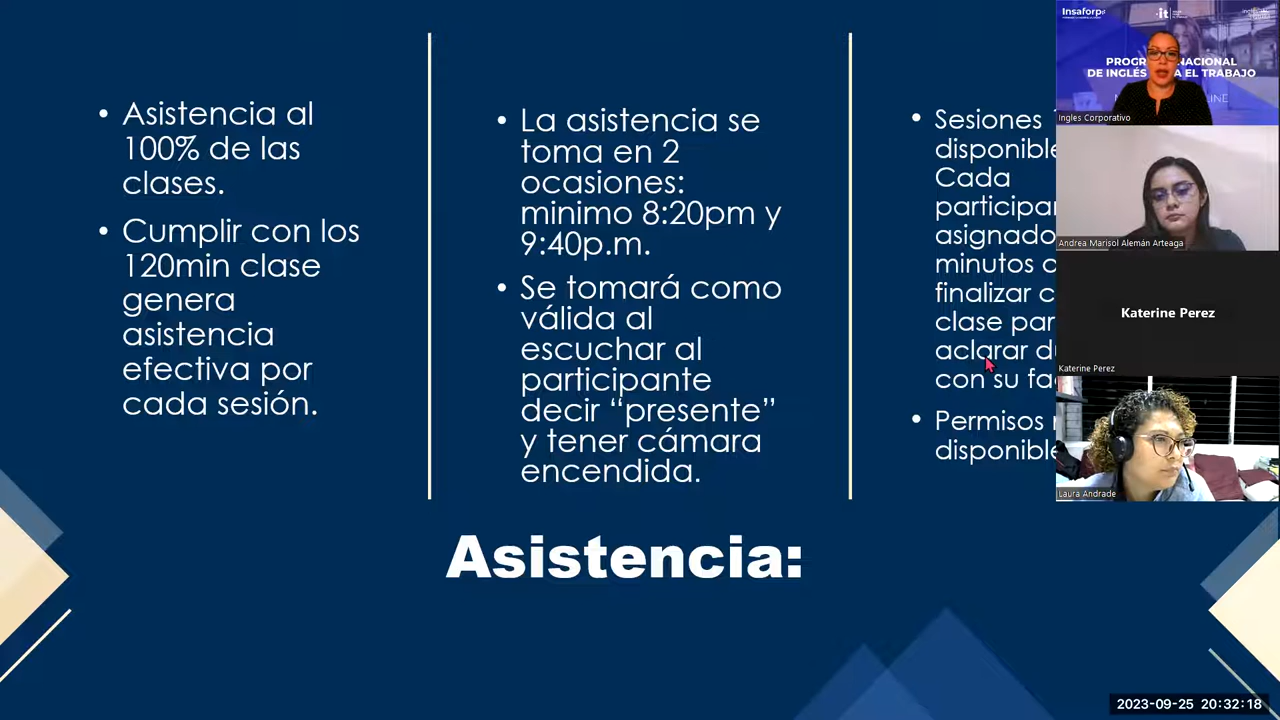 • Asistencia al
100% de las
clases.
• Cumplir con los
120min clase
genera
asistencia
efectiva por
cada sesión.
• La asistencia se
toma en 2
ocasiones:
minimo 8:20pm y
9:40p.m.
• Se tomará como
válida al
escuchar al
participante
decir “presente”
y tener cámara
encendida.
• Sesiones
Cada
minutos
finalizar
clase
aclarar
con su
• Permisos
Asistencia:
Insaforp
DE INGLÉS EL TRABAJO
Ingles Corporativo
Andrea Marisol Alemán Arteaga
Katerine Perez
Katerine Perez
Laura Andrade
2023-09-25 20:32:18